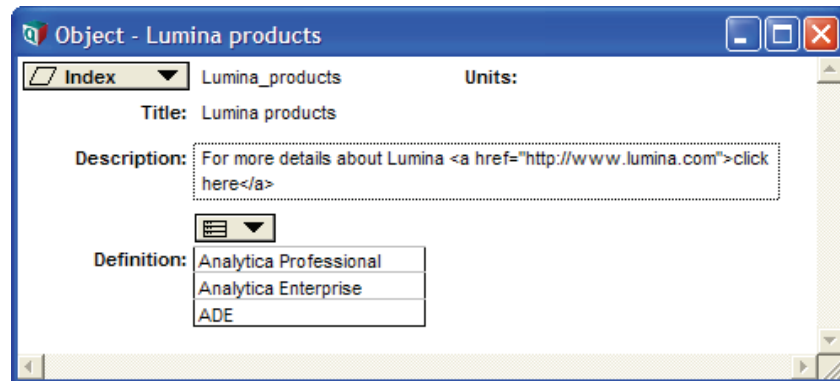 Object - Lumina products
Index Lumina_products Units:
Title: Lumina products
Description: For more details about Lumina <a href="http://www.lumina.com">click
here</a>
Definition: Analytica Professional
Analytica Enterprise
ADE